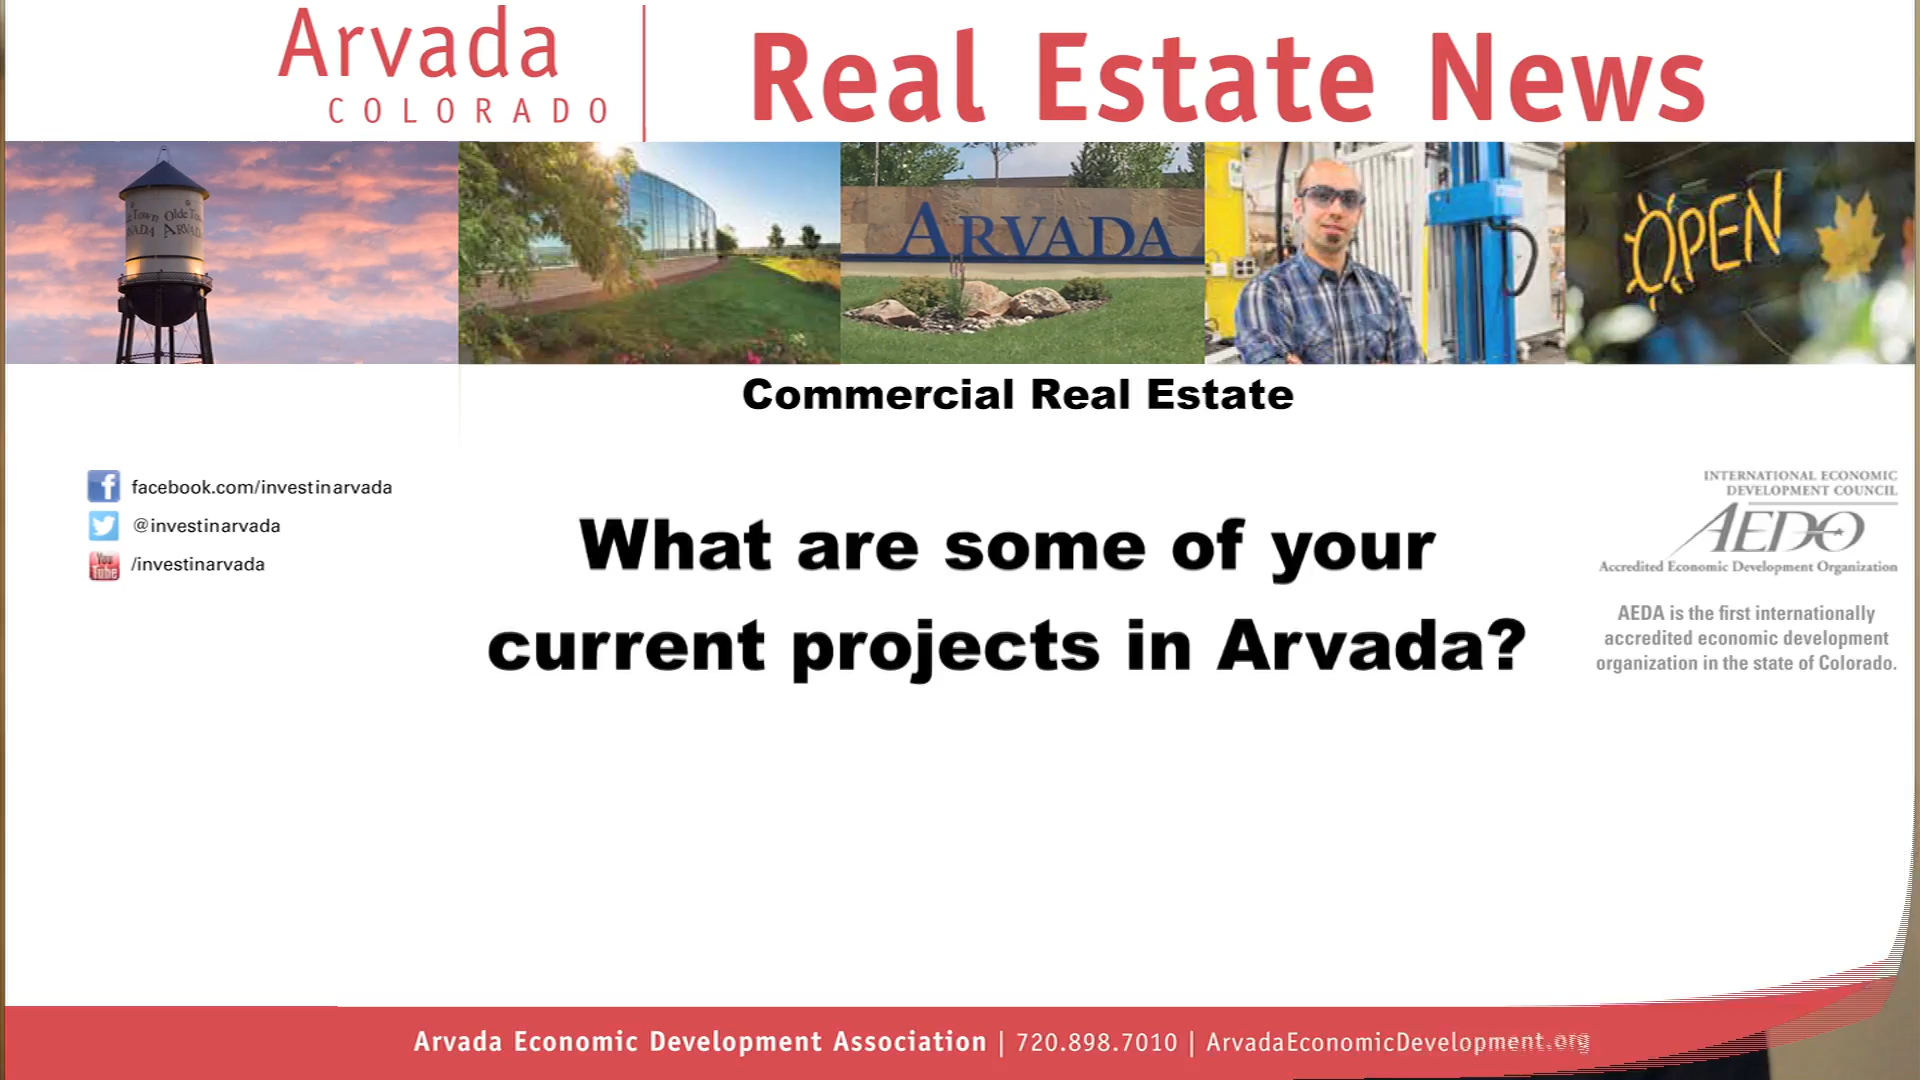 Arvada
COLORADO
Real Estate News
Olde Town
ARVADA
ARVADA
OPEN
Commercial Real Estate
facebook.com/investinarvada
@investinarvada
You
Tube
/investinarvada
What are some of your
current projects in Arvada?
INTERNATIONAL ECONOMIC
DEVELOPMENT COUNCIL
AEDO
Accredited Economic Development Organization
AEDA is the first internationally
accredited economic development
organization in the state of Colorado.
Arvada Economic Development Association | 720.898.7010 | ArvadaEconomicDevelopment.org